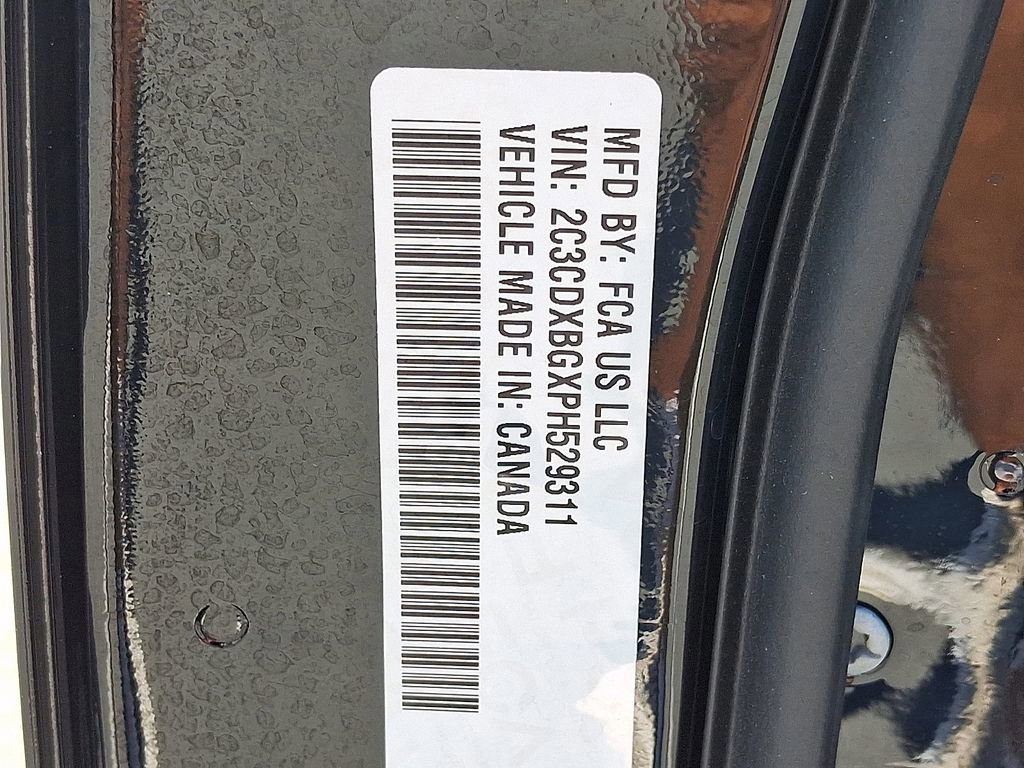 MFD BY: FCA US LLC
VIN: 2C3CDXBGXPH529311
VEHICLE MADE IN: CANADA